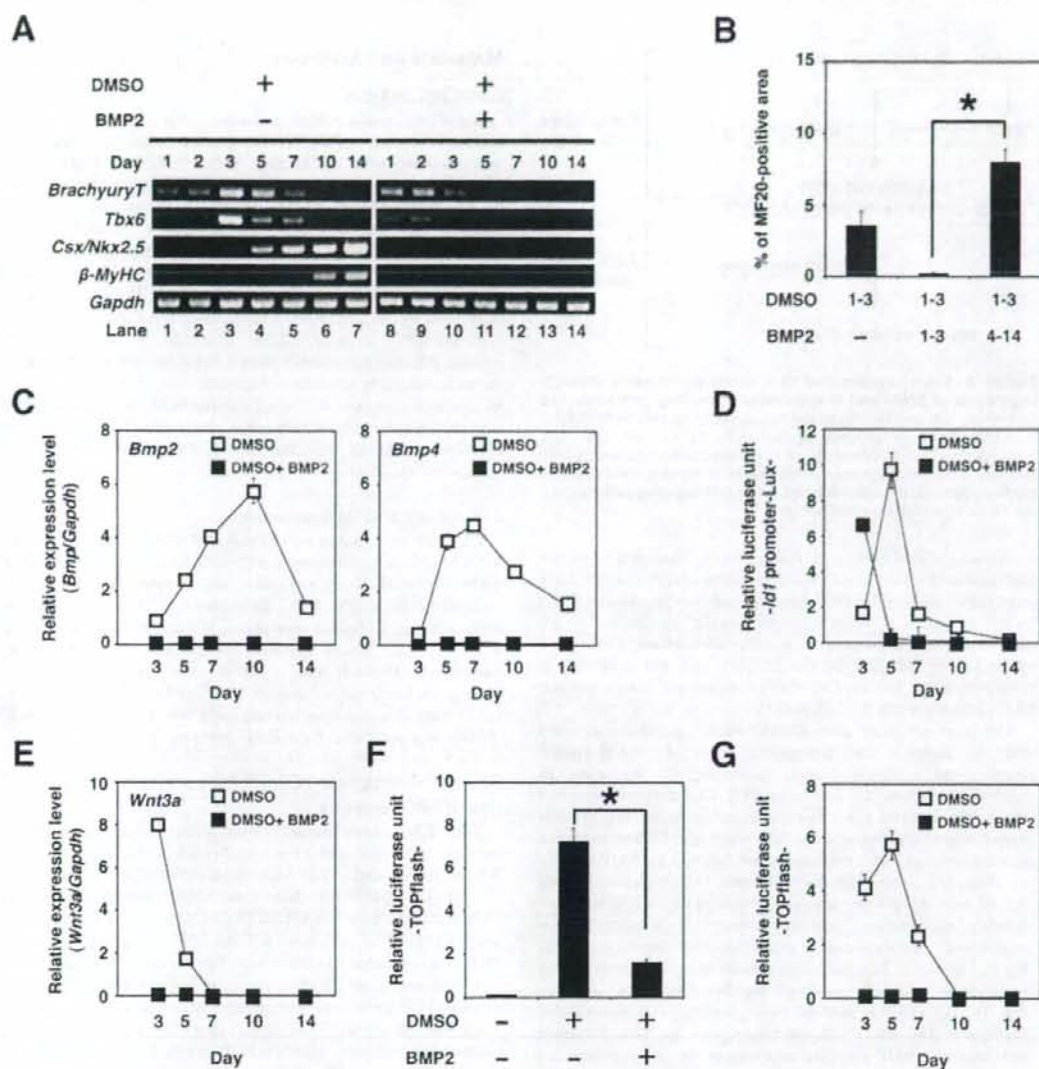 A
DMSO + +
BMP2 – +
Day 1 2 3 5 7 10 14 1 2 3 5 7 10 14
BrachyuryT
Tbx6
Csx/Nkx2.5
β-MyHC
Gapdh
Lane 1 2 3 4 5 6 7 8 9 10 11 12 13 14
B
% of MF20-positive area
15
10
5
0
*
DMSO 1-3 1-3 1-3
BMP2 – 1-3 4-14
C
Relative expression level
(Bmp/Gapdh)
8
6
4
2
0
Bmp2
DMSO
DMSO+ BMP2
3 5 7 10 14
Day
8
6
4
2
0
Bmp4
DMSO
DMSO+ BMP2
3 5 7 10 14
Day
D
Relative luciferase unit
-Id1 promoter-Lux-
12
10
8
6
4
2
0
DMSO
DMSO+ BMP2
3 5 7 10 14
Day
E
Relative expression level
(Wnt3a/Gapdh)
10
8
6
4
2
0
Wnt3a
DMSO
DMSO+ BMP2
3 5 7 10 14
Day
F
Relative luciferase unit
-TOPflash-
10
8
6
4
2
0
*
DMSO – + +
BMP2 – – +
G
Relative luciferase unit
-TOPflash-
8
6
4
2
0
DMSO
DMSO+ BMP2
3 5 7 10 14
Day